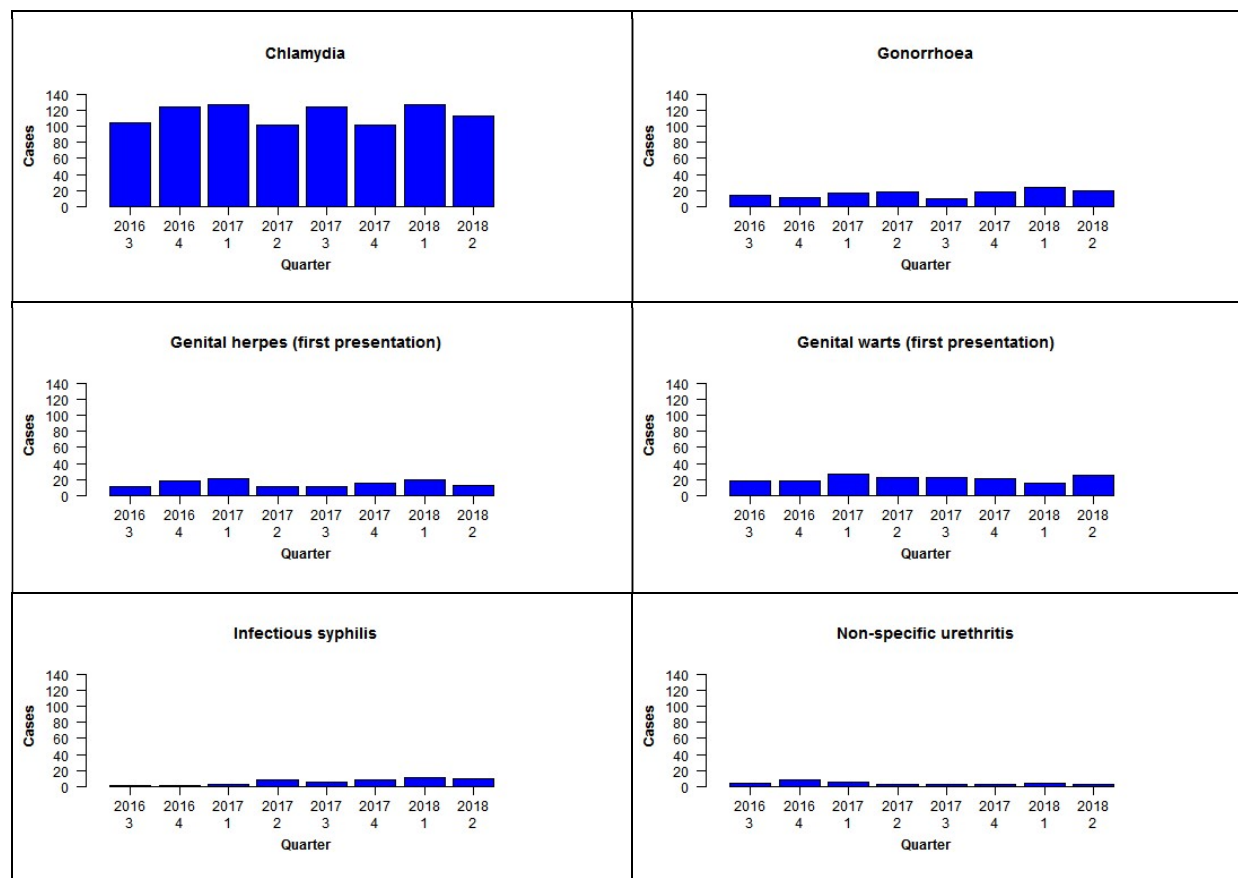 Chlamydia
Cases
140
120
100
80
60
40
20
0
2016 2016 2017 2017 2017 2017 2018 2018
3 4 1 2 3 4 1 2
Quarter
Gonorrhoea
Cases
140
120
100
80
60
40
20
0
2016 2016 2017 2017 2017 2017 2018 2018
3 4 1 2 3 4 1 2
Quarter
Genital herpes (first presentation)
Cases
140
120
100
80
60
40
20
0
2016 2016 2017 2017 2017 2017 2018 2018
3 4 1 2 3 4 1 2
Quarter
Genital warts (first presentation)
Cases
140
120
100
80
60
40
20
0
2016 2016 2017 2017 2017 2017 2018 2018
3 4 1 2 3 4 1 2
Quarter
Infectious syphilis
Cases
140
120
100
80
60
40
20
0
2016 2016 2017 2017 2017 2017 2018 2018
3 4 1 2 3 4 1 2
Quarter
Non-specific urethritis
Cases
140
120
100
80
60
40
20
0
2016 2016 2017 2017 2017 2017 2018 2018
3 4 1 2 3 4 1 2
Quarter